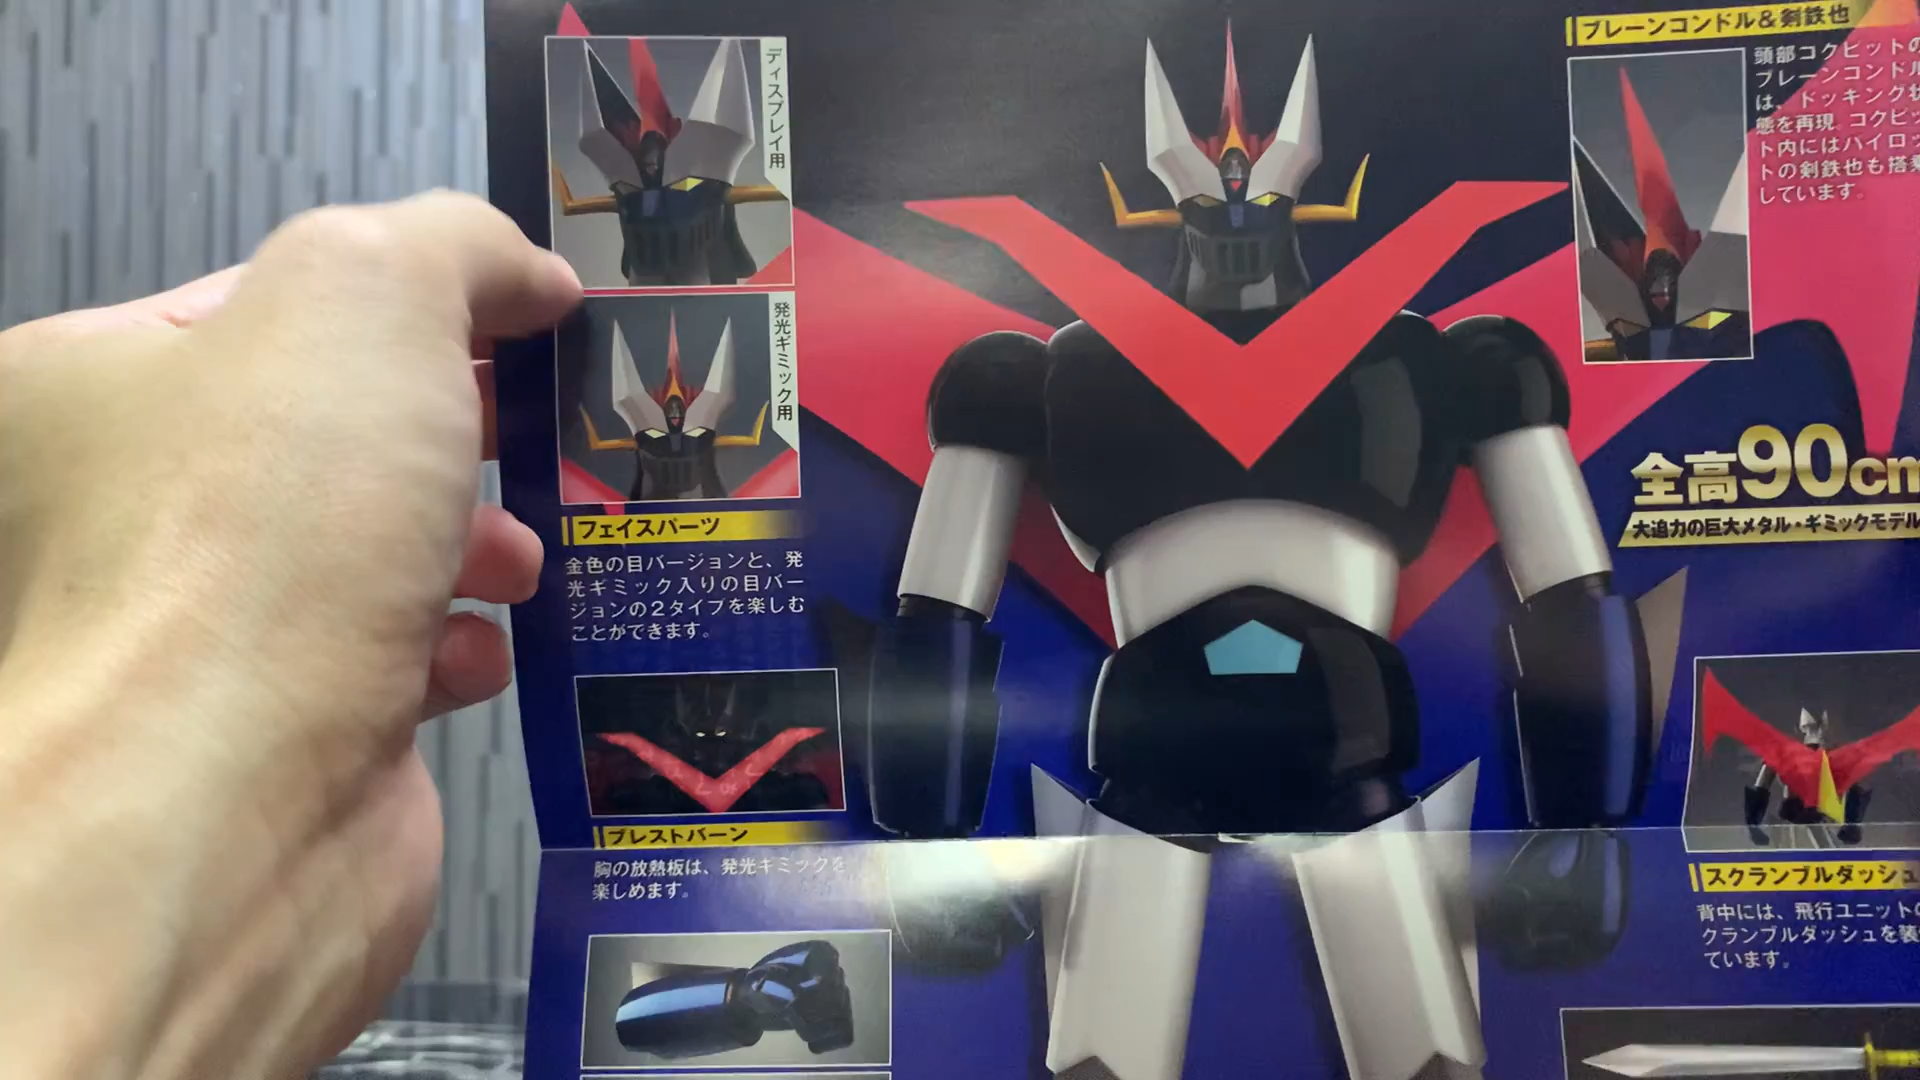 ディスプレイ用
発光ギミック用
フェイスパーツ
金色の目バージョンと、発
光ギミック入りの目バー
ジョンの2タイプを楽しむ
ことができます。
ブレストバーン
胸の放熱板は、発光ギミックを
楽しめます。
ブレーンコンドル&剣鉄也
頭部コクピットの
ブレーンコンドル
は、ドッキング状
態を再現。コクピッ
ト内にはパイロッ
トの剣鉄也も搭乗
しています。
全高90cm
大迫力の巨大メタル・ギミックモデル
スクランブルダッシュ
背中には、飛行ユニットの
クランブルダッシュを装
ています。